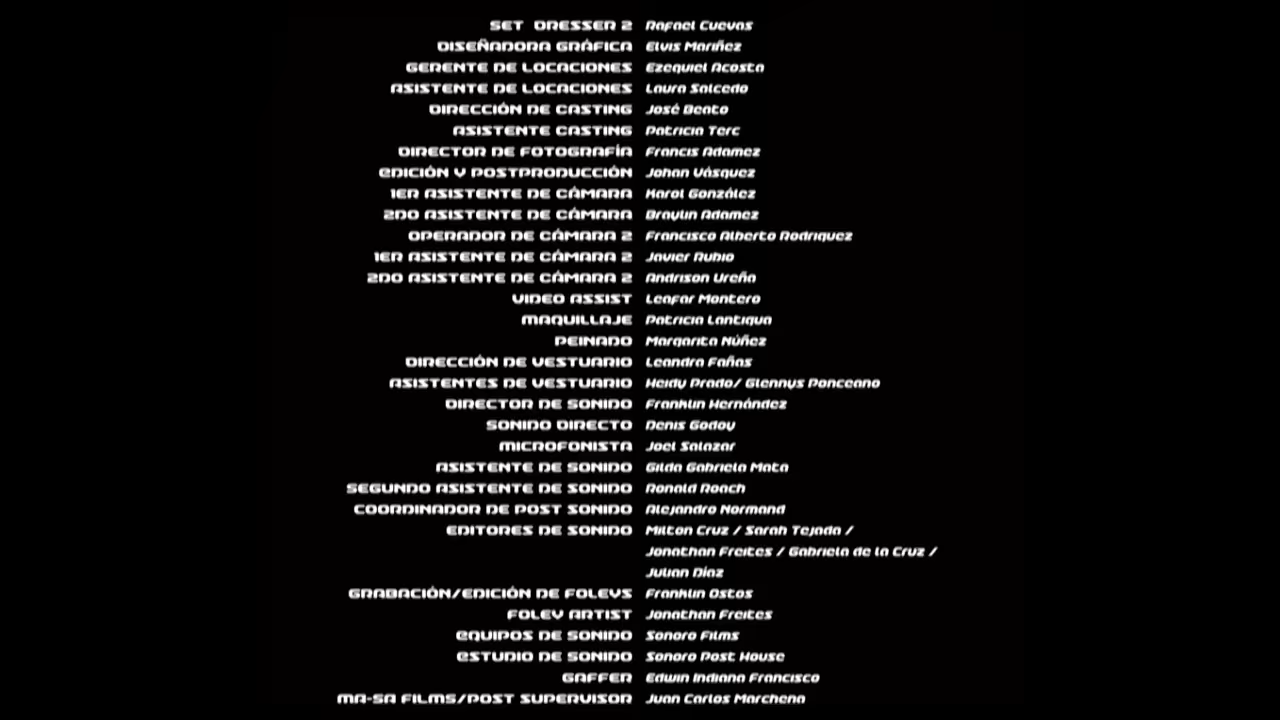 SET DRESSER 2 Rafael Cuevas
DISEÑADORA GRÁFICA Elvis Mariñez
GERENTE DE LOCACIONES Ezequiel Acosta
ASISTENTE DE LOCACIONES Laura Salcedo
DIRECCIÓN DE CASTING José Bento
ASISTENTE CASTING Patricia Terc
DIRECTOR DE FOTOGRAFÍA Francis Adamez
EDICIÓN Y POSTPRODUCCIÓN Johan Vásquez
1ER ASISTENTE DE CÁMARA Karol González
2DO ASISTENTE DE CÁMARA Braylin Adamez
OPERADOR DE CÁMARA 2 Francisco Alberto Rodriquez
1ER ASISTENTE DE CÁMARA 2 Javier Rubio
2DO ASISTENTE DE CÁMARA 2 Andrison Ureña
VIDEO ASSIST Leafar Montero
MAQUILLAJE Patricia Lantigua
PEINADO Margarita Núñez
DIRECCIÓN DE VESTUARIO Leandra Fañas
ASISTENTES DE VESTUARIO Heidy Prado/ Glennys Ponceano
DIRECTOR DE SONIDO Franklin Hernández
SONIDO DIRECTO Denis Godoy
MICROFONISTA Joel Salazar
ASISTENTE DE SONIDO Gilda Gabriela Mata
SEGUNDO ASISTENTE DE SONIDO Ronald Roach
COORDINADOR DE POST SONIDO Alejandro Normand
EDITORES DE SONIDO Milton Cruz / Sarah Tejada /
Jonathan Freites / Gabriela de la Cruz /
Julian Díaz
GRABACIÓN/EDICIÓN DE FOLEYS Franklin Ostos
FOLEY ARTIST Jonathan Freites
EQUIPOS DE SONIDO Sonoro Films
ESTUDIO DE SONIDO Sonoro Post House
GAFFER Edwin Indiana Francisco
MA-SA FILMS/POST SUPERVISOR Juan Carlos Marchena